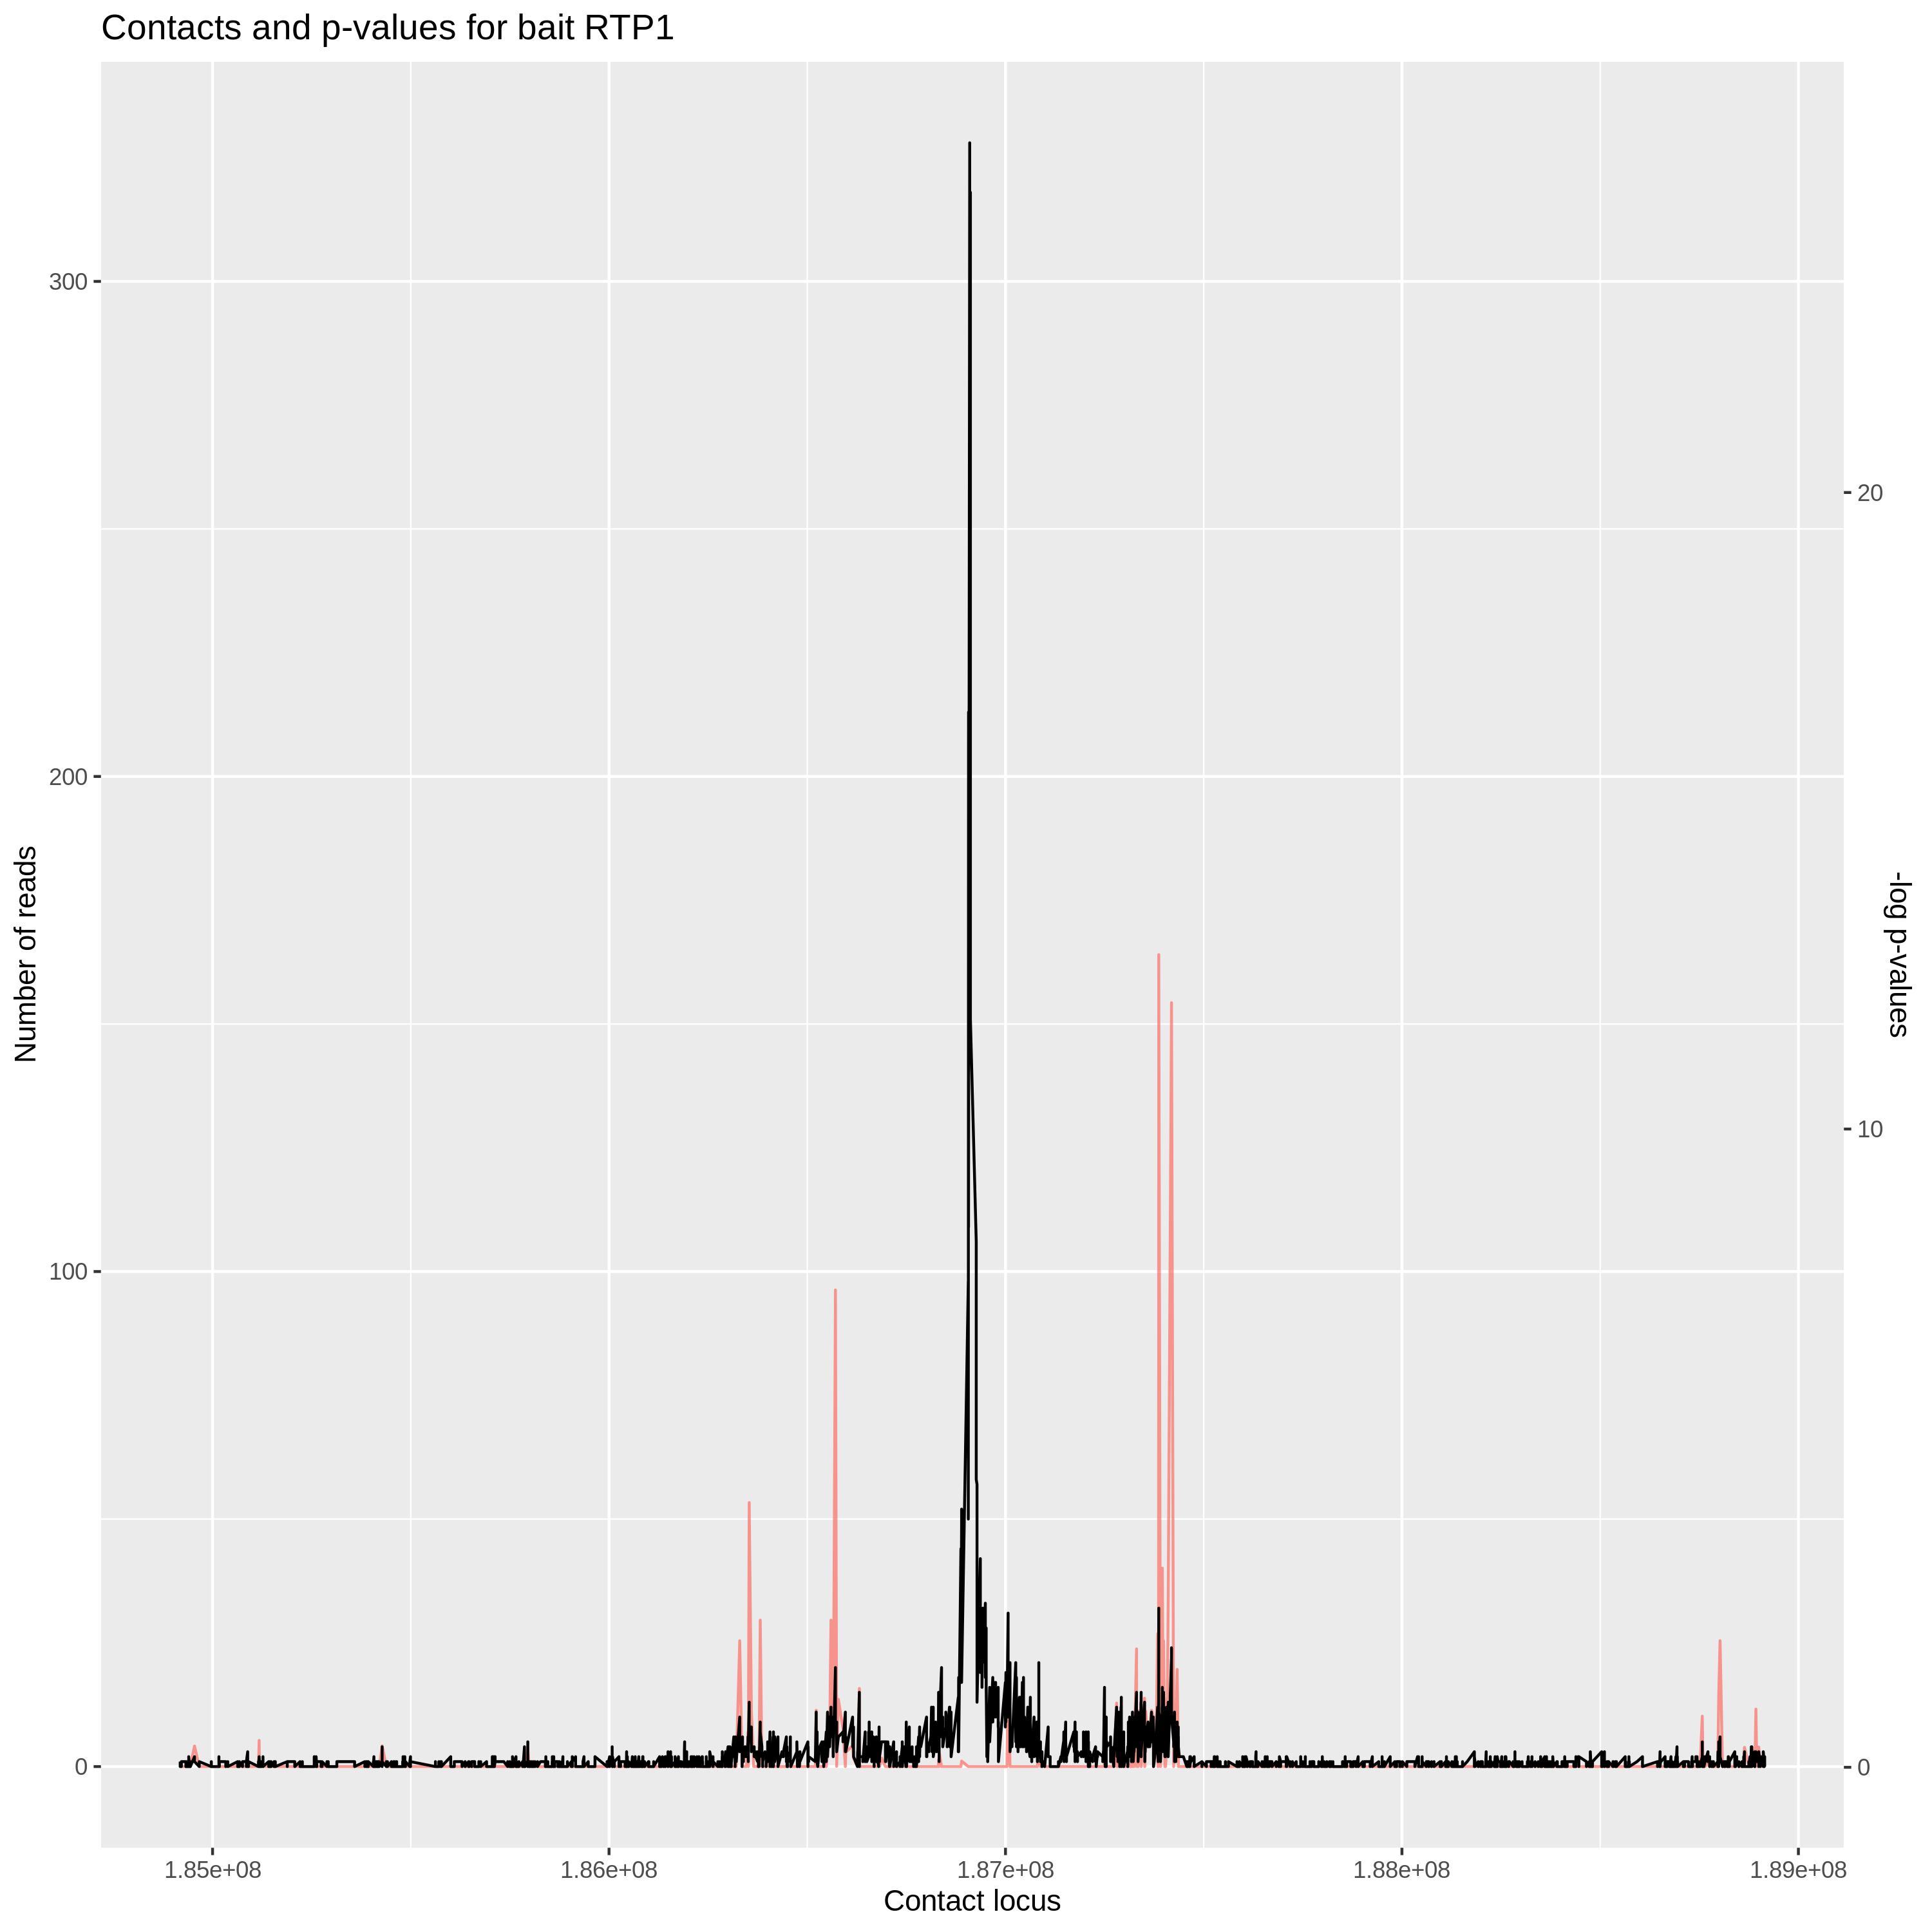 Contacts and p-values for bait RTP1
300
200
100
0
Number of reads
20
10
0
-log p-values
1.85e+08
1.86e+08
1.87e+08
1.88e+08
1.89e+08
Contact locus